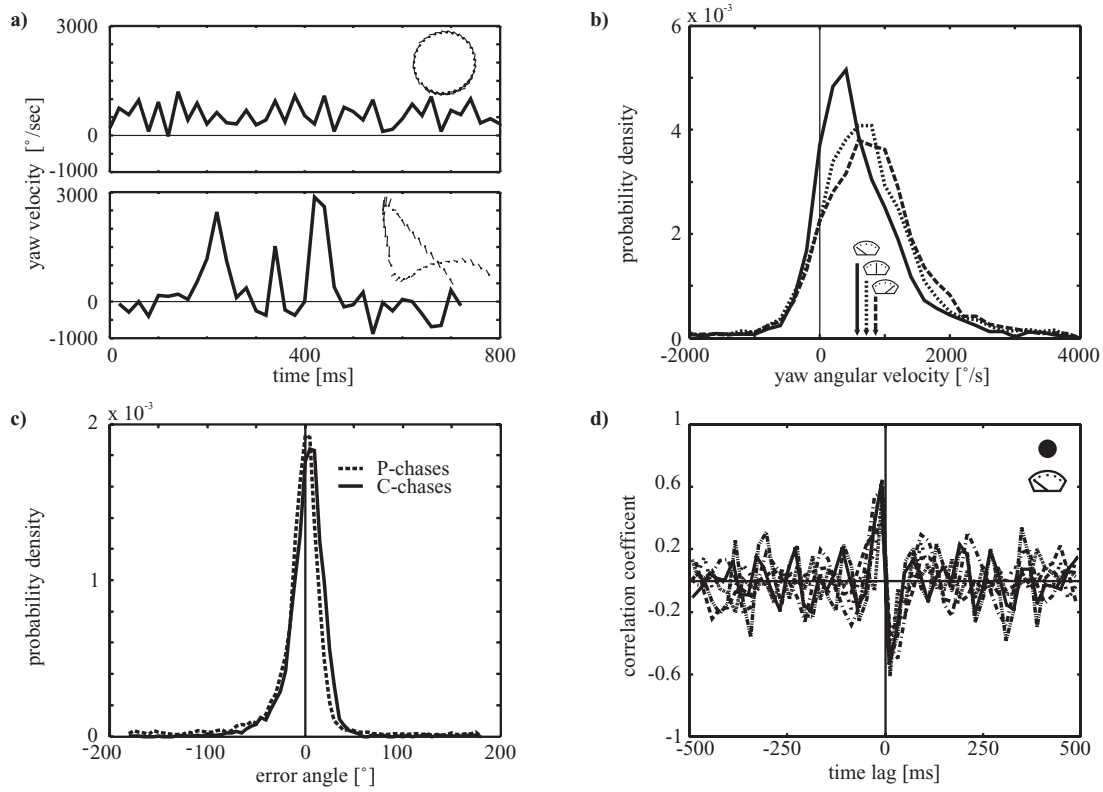 a)
3000
0
-1000
3000
0
-1000
yaw velocity [°/sec]
0
400
800
time [ms]
b)
x 10⁻³
6
4
2
0
probability density
-2000
0
2000
4000
yaw angular velocity [°/s]
c)
x 10⁻³
2
1
0
probability density
P-chases
C-chases
-200
-100
0
100
200
error angle [°]
d)
1
0.6
0.2
-0.2
-0.6
-1
correlation coefficent
-500
-250
0
250
500
time lag [ms]